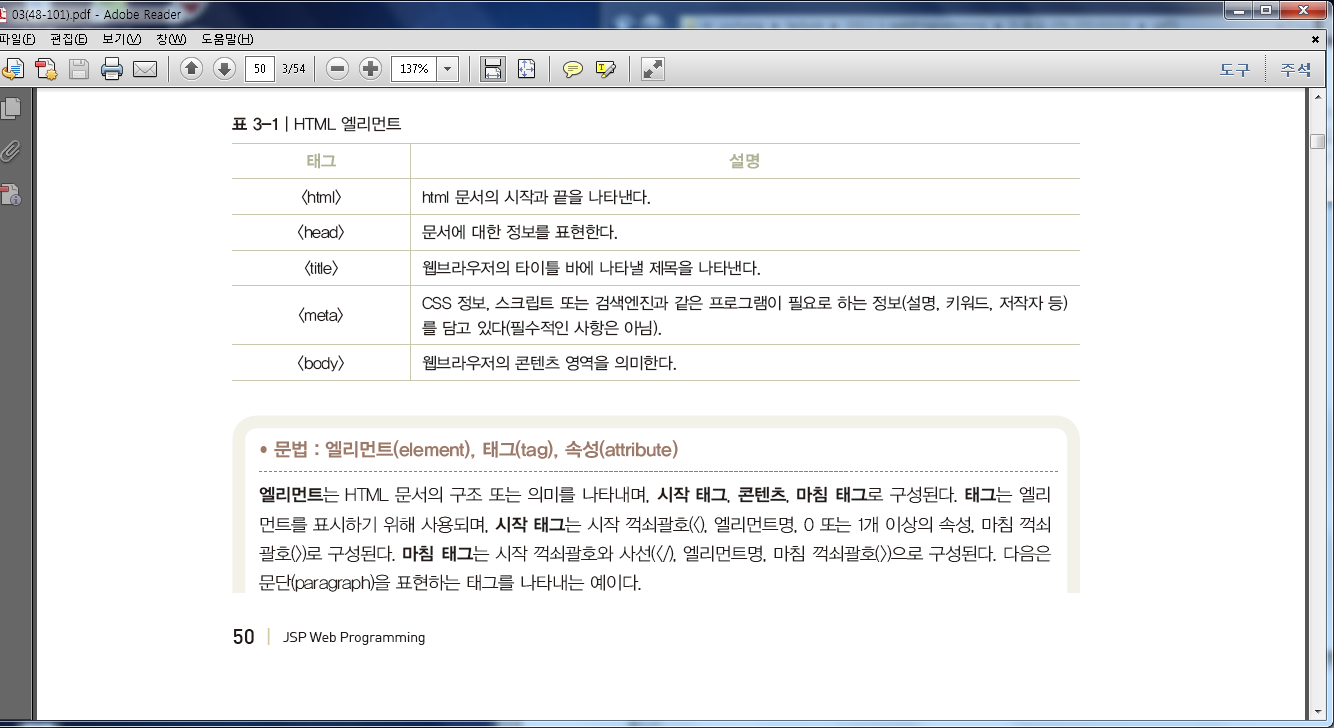 03(48-101).pdf - Adobe Reader
파일(F) 편집(E) 보기(V) 창(W) 도움말(H)
50 3/54 137% 도구 주석
표 3-1 | HTML 엘리먼트
태그 설명
〈html〉 html 문서의 시작과 끝을 나타낸다.
〈head〉 문서에 대한 정보를 표현한다.
〈title〉 웹브라우저의 타이틀 바에 나타낼 제목을 나타낸다.
〈meta〉 CSS 정보, 스크립트 또는 검색엔진과 같은 프로그램이 필요로 하는 정보(설명, 키워드, 저작자 등)
를 담고 있다(필수적인 사항은 아님).
〈body〉 웹브라우저의 콘텐츠 영역을 의미한다.
• 문법 : 엘리먼트(element), 태그(tag), 속성(attribute)
엘리먼트는 HTML 문서의 구조 또는 의미를 나타내며, 시작 태그, 콘텐츠, 마침 태그로 구성된다. 태그는 엘리
먼트를 표시하기 위해 사용되며, 시작 태그는 시작 꺽쇠괄호(〈), 엘리먼트명, 0 또는 1개 이상의 속성, 마침 꺽쇠
괄호(〉)로 구성된다. 마침 태그는 시작 꺽쇠괄호와 사선(〈/), 엘리먼트명, 마침 꺽쇠괄호(〉)으로 구성된다. 다음은
문단(paragraph)을 표현하는 태그를 나타내는 예이다.
50 | JSP Web Programming